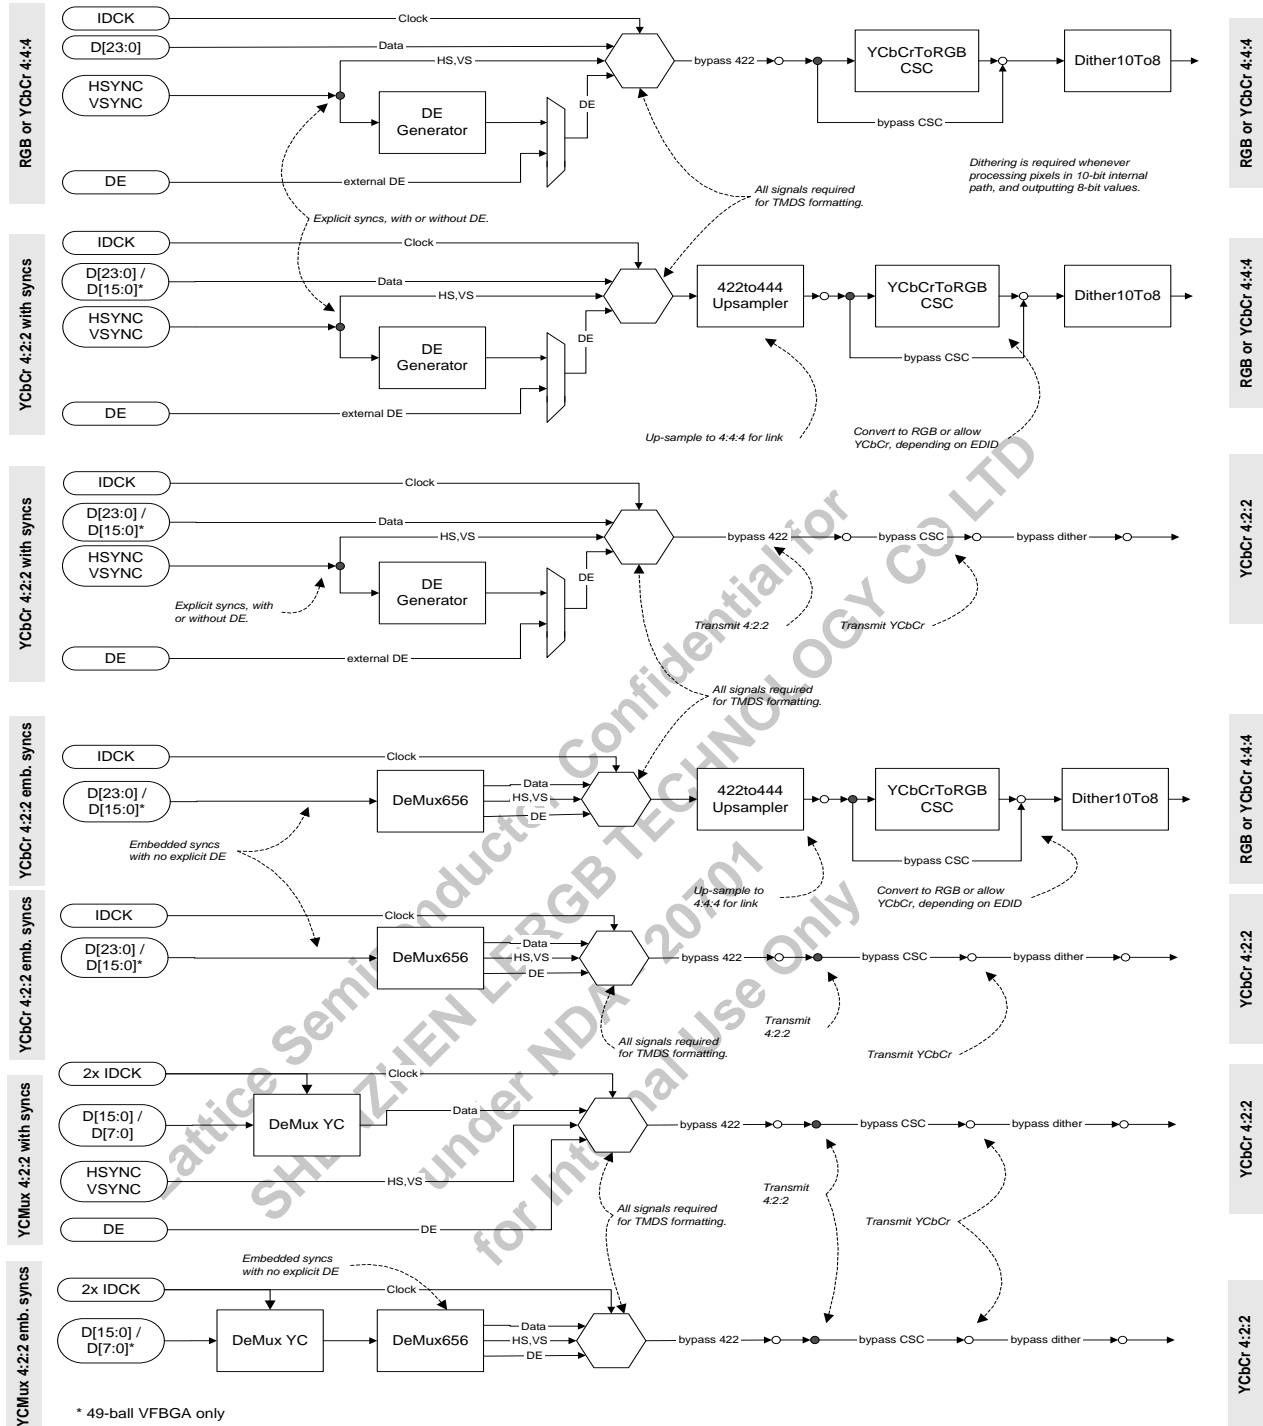 RGB or YCbCr 4:4:4
IDCK
Clock
D[23:0]
Data
HSYNC
VSYNC
HS,VS
DE
Generator
DE
DE
external DE
bypass 422
YCbCrToRGB
CSC
bypass CSC
Dither10To8
RGB or YCbCr 4:4:4
Dithering is required whenever
processing pixels in 10-bit internal
path, and outputting 8-bit values.
All signals required
for TMDS formatting.
Explicit syncs, with or without DE.
YCbCr 4:2:2 with syncs
IDCK
Clock
D[23:0] /
D[15:0]*
Data
HSYNC
VSYNC
HS,VS
DE
Generator
DE
DE
external DE
422to444
Upsampler
YCbCrToRGB
CSC
bypass CSC
Dither10To8
RGB or YCbCr 4:4:4
Up-sample to 4:4:4 for link
Convert to RGB or allow
YCbCr, depending on EDID
YCbCr 4:2:2 with syncs
IDCK
Clock
D[23:0] /
D[15:0]*
Data
HSYNC
VSYNC
HS,VS
DE
Generator
DE
Explicit syncs, with
or without DE.
DE
external DE
bypass 422
bypass CSC
bypass dither
YCbCr 4:2:2
Transmit 4:2:2
Transmit YCbCr
All signals required
for TMDS formatting.
YCbCr 4:2:2 emb. syncs
IDCK
Clock
D[23:0] /
D[15:0]*
DeMux656
Data
HS,VS
DE
422to444
Upsampler
YCbCrToRGB
CSC
bypass CSC
Dither10To8
RGB or YCbCr 4:4:4
Embedded syncs
with no explicit DE
Up-sample to
4:4:4 for link
Convert to RGB or allow
YCbCr, depending on EDID
YCbCr 4:2:2 emb. syncs
IDCK
Clock
D[23:0] /
D[15:0]*
DeMux656
Data
HS,VS
DE
bypass 422
bypass CSC
bypass dither
YCbCr 4:2:2
All signals required
for TMDS formatting.
Transmit
4:2:2
Transmit YCbCr
YCMux 4:2:2 with syncs
2x IDCK
Clock
D[15:0] /
D[7:0]
DeMux YC
Data
HSYNC
VSYNC
HS,VS
DE
DE
bypass 422
bypass CSC
bypass dither
YCbCr 4:2:2
All signals required
for TMDS formatting.
Transmit
4:2:2
Transmit YCbCr
YCMux 4:2:2 emb. syncs
Embedded syncs
with no explicit DE
2x IDCK
Clock
D[15:0] /
D[7:0]*
DeMux YC
DeMux656
Data
HS,VS
DE
bypass 422
bypass CSC
bypass dither
YCbCr 4:2:2
* 49-ball VFBGA only
Lattice Semiconductor Confidential for
SHENZHEN LERGB TECHNOLOGY CO LTD
under NDA 20701
for Internal Use Only